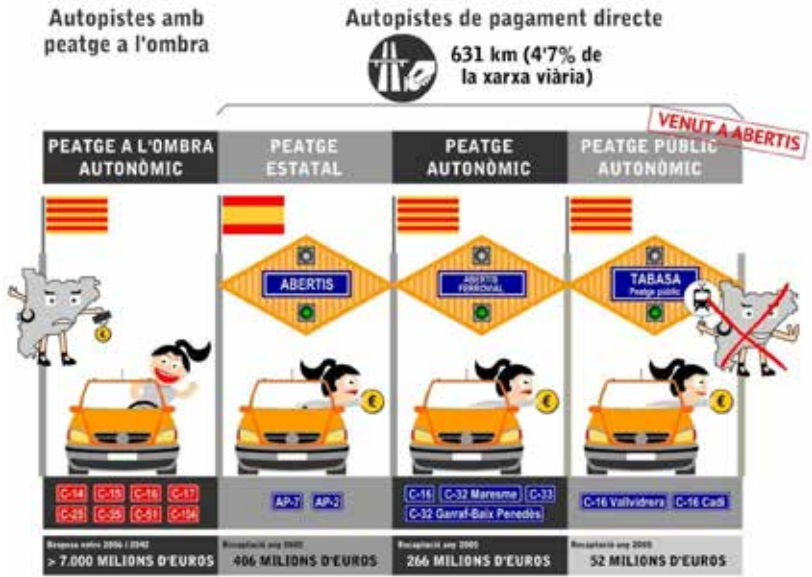 Autopistes amb
peatge a l'ombra
Autopistes de pagament directe
631 km (4'7% de
la xarxa viària)
VENUT A ABERTIS
PEATGE A L'OMBRA
AUTONÒMIC
PEATGE
ESTATAL
PEATGE
AUTONÒMIC
PEATGE PÚBLIC
AUTONÒMIC
ABERTIS
ABERTIS
FERROVIAL
TABASA
Peatge públic
€
€
€
€
C-14 C-15 C-16 C-17
C-25 C-35 C-51 C-156
AP-7 AP-2
C-16 C-32 Maresme C-33
C-32 Garraf-Baix Penedès
C-16 Vallvidrera C-16 Cadí
Despesa entre 2006 i 2042
> 7.000 MILIONS D'EUROS
Recaptació any 2005
406 MILIONS D'EUROS
Recaptació any 2005
266 MILIONS D'EUROS
Recaptació any 2005
52 MILIONS D'EUROS